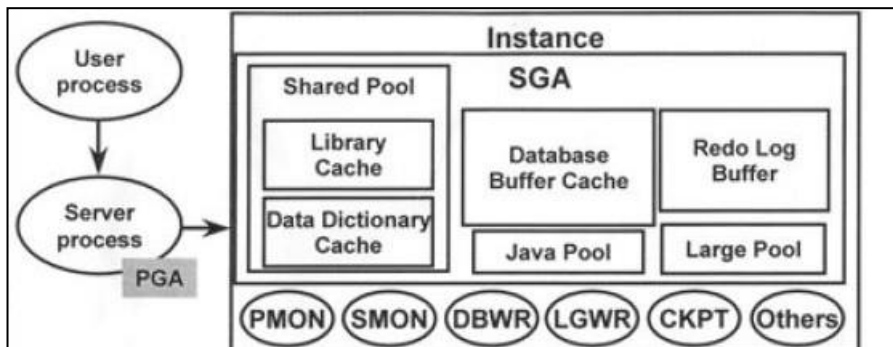 User
process
Server
process
PGA
Instance
SGA
Shared Pool
Library
Cache
Data Dictionary
Cache
Database
Buffer Cache
Redo Log
Buffer
Java Pool
Large Pool
PMON
SMON
DBWR
LGWR
CKPT
Others